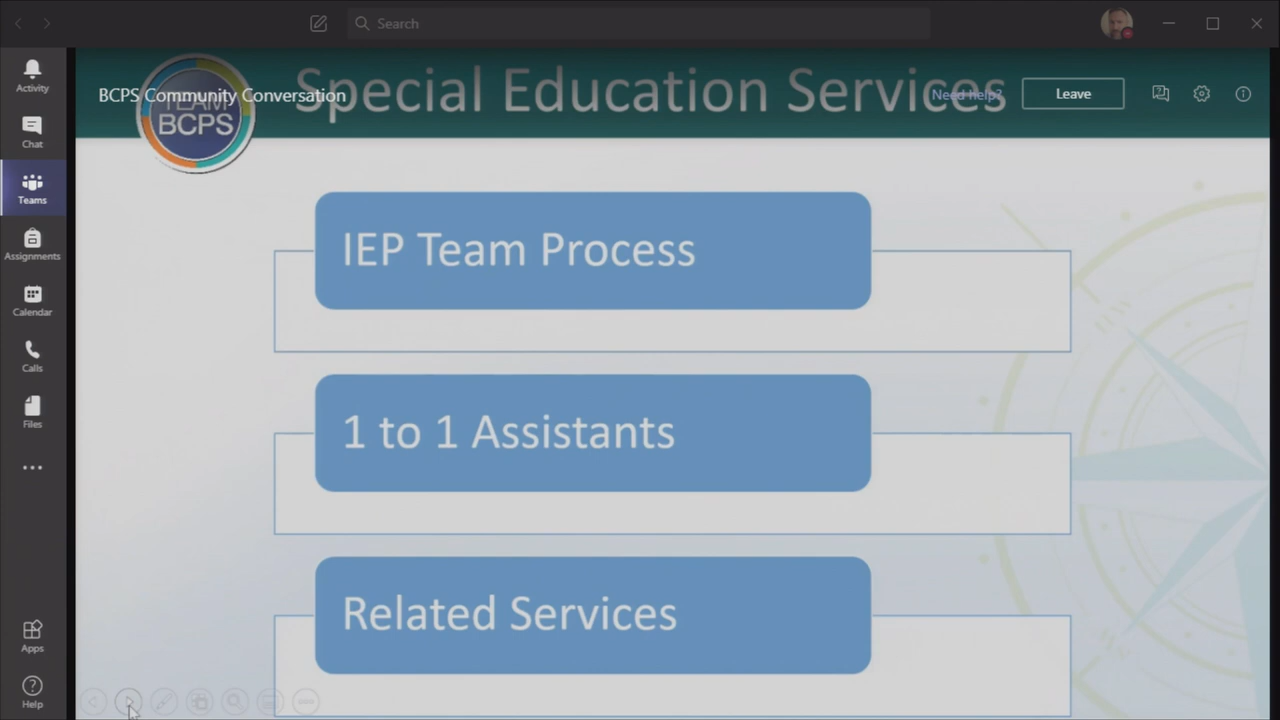 Search
Activity
Chat
Teams
Assignments
Calendar
Calls
Files
Apps
Help
BCPS Community Conversation
Need help?
Leave
TEAM
BCPS
Special Education Services
IEP Team Process
1 to 1 Assistants
Related Services